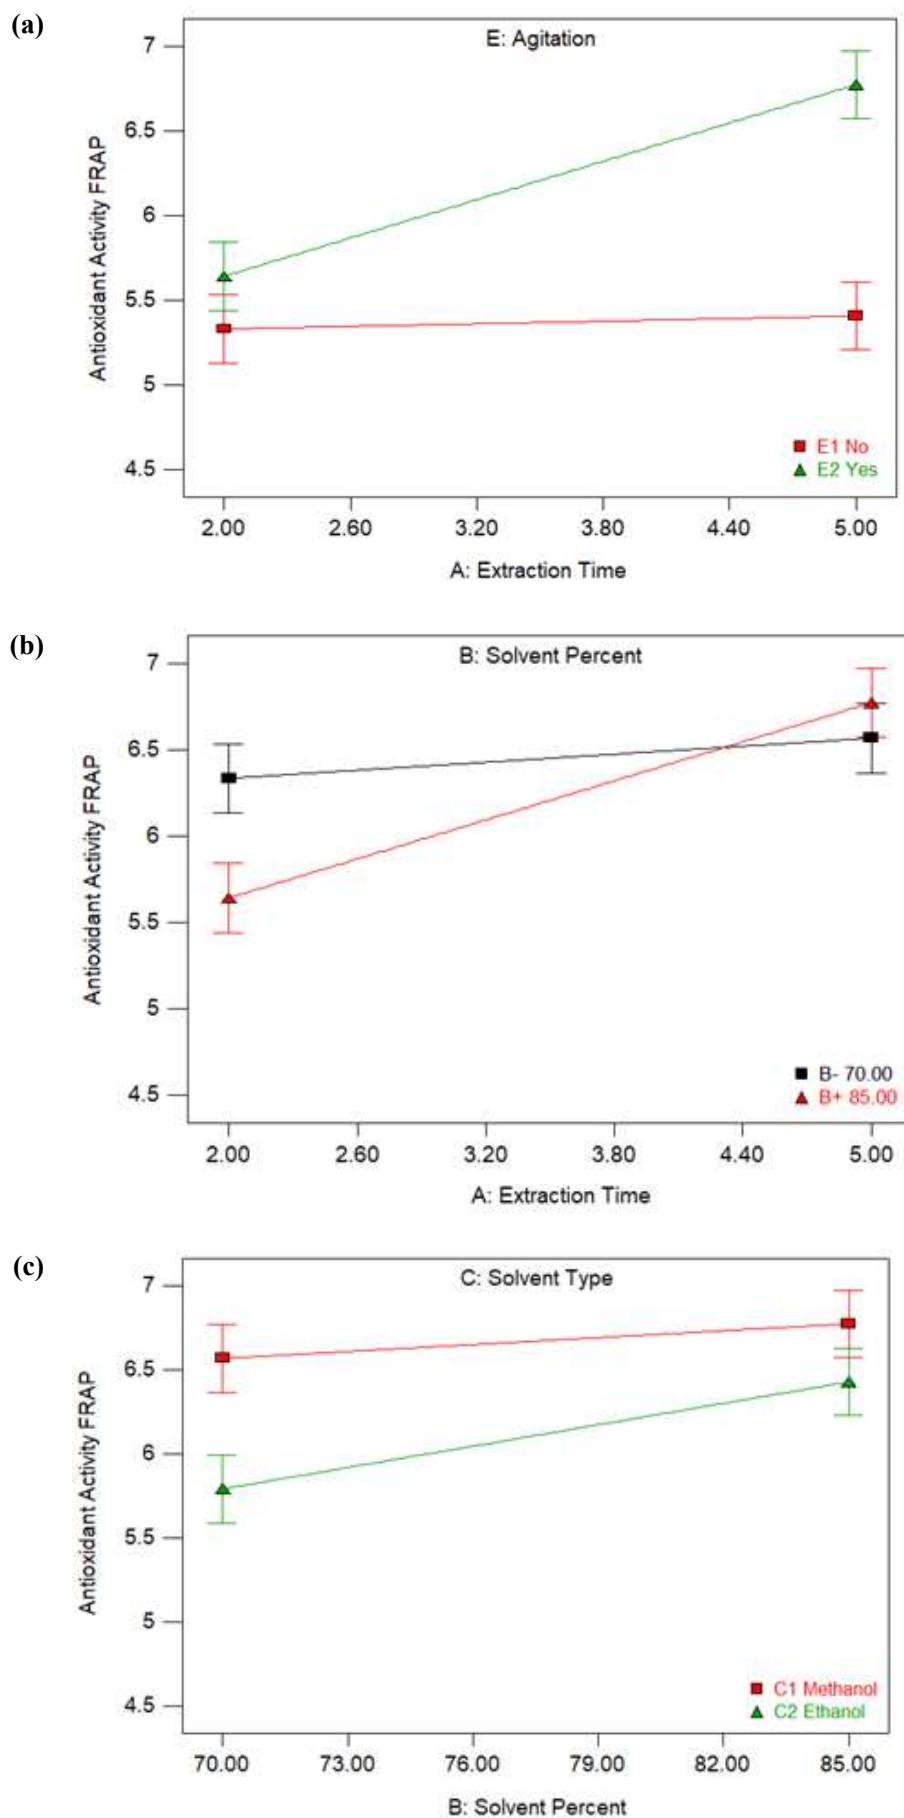 (a)
E: Agitation
7
6.5
6
5.5
5
4.5
Antioxidant Activity FRAP
E1 No
E2 Yes
2.00 2.60 3.20 3.80 4.40 5.00
A: Extraction Time
(b)
B: Solvent Percent
7
6.5
6
5.5
5
4.5
Antioxidant Activity FRAP
B- 70.00
B+ 85.00
2.00 2.60 3.20 3.80 4.40 5.00
A: Extraction Time
(c)
C: Solvent Type
7
6.5
6
5.5
5
4.5
Antioxidant Activity FRAP
C1 Methanol
C2 Ethanol
70.00 73.00 76.00 79.00 82.00 85.00
B: Solvent Percent